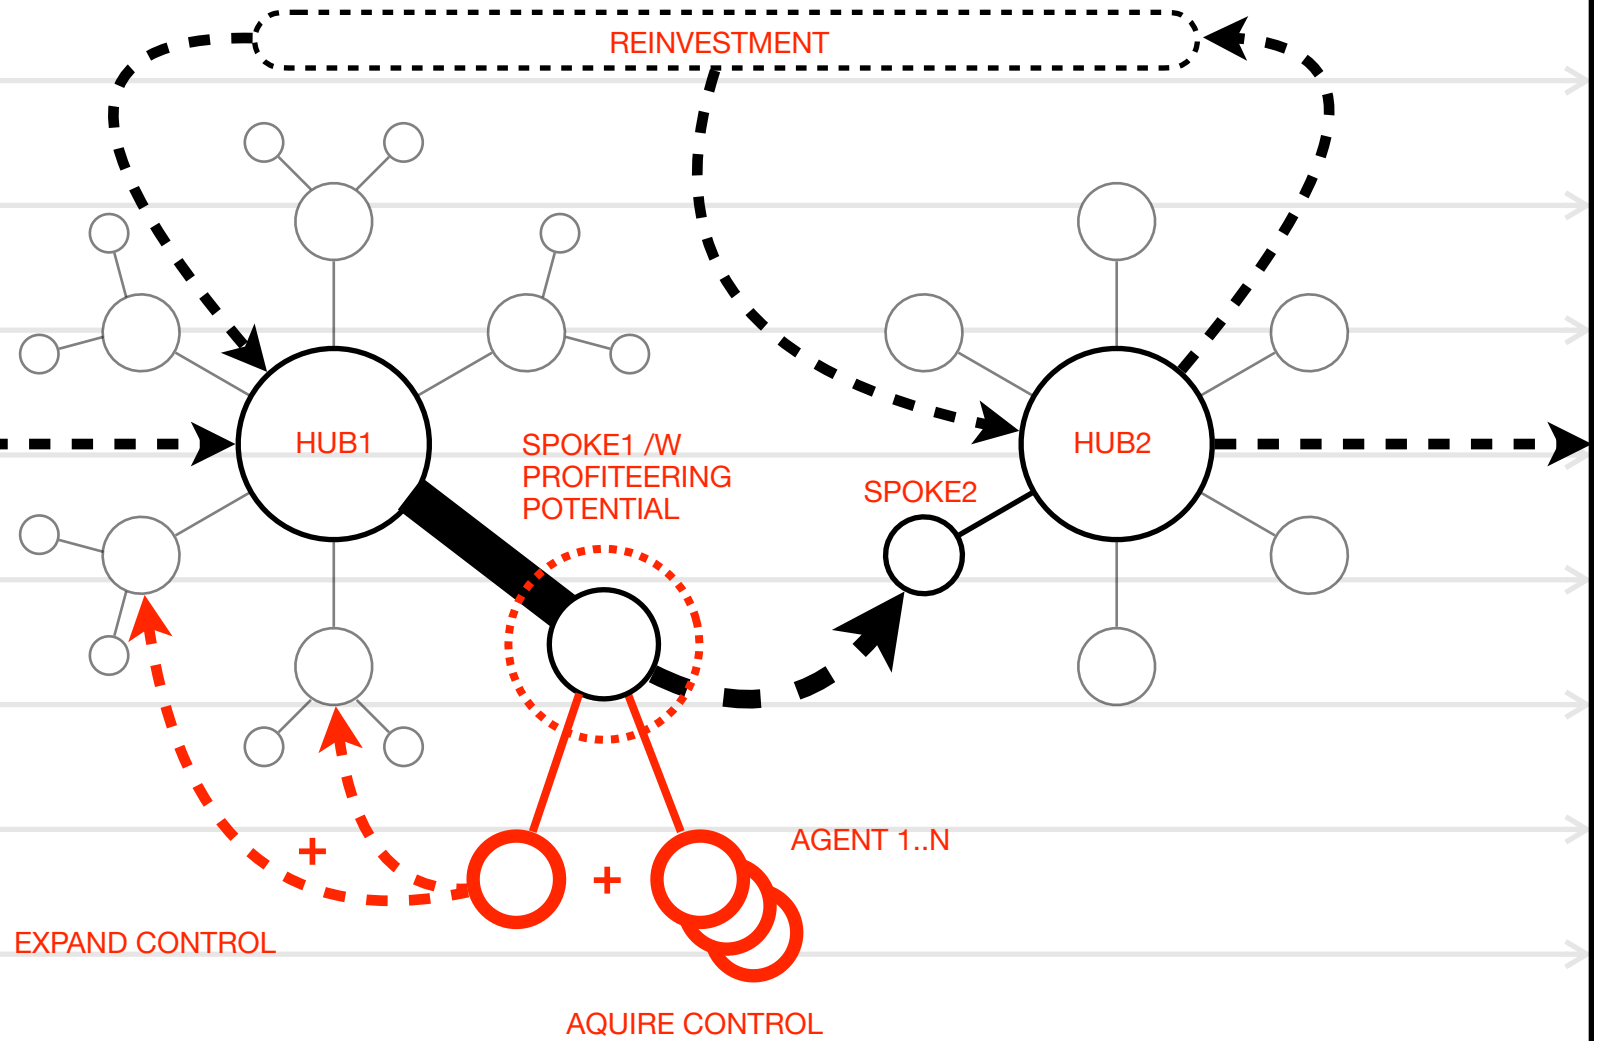 REINVESTMENT
HUB1
SPOKE1 /W
PROFITEERING
POTENTIAL
HUB2
SPOKE2
+
+
AGENT 1..N
EXPAND CONTROL
AQUIRE CONTROL